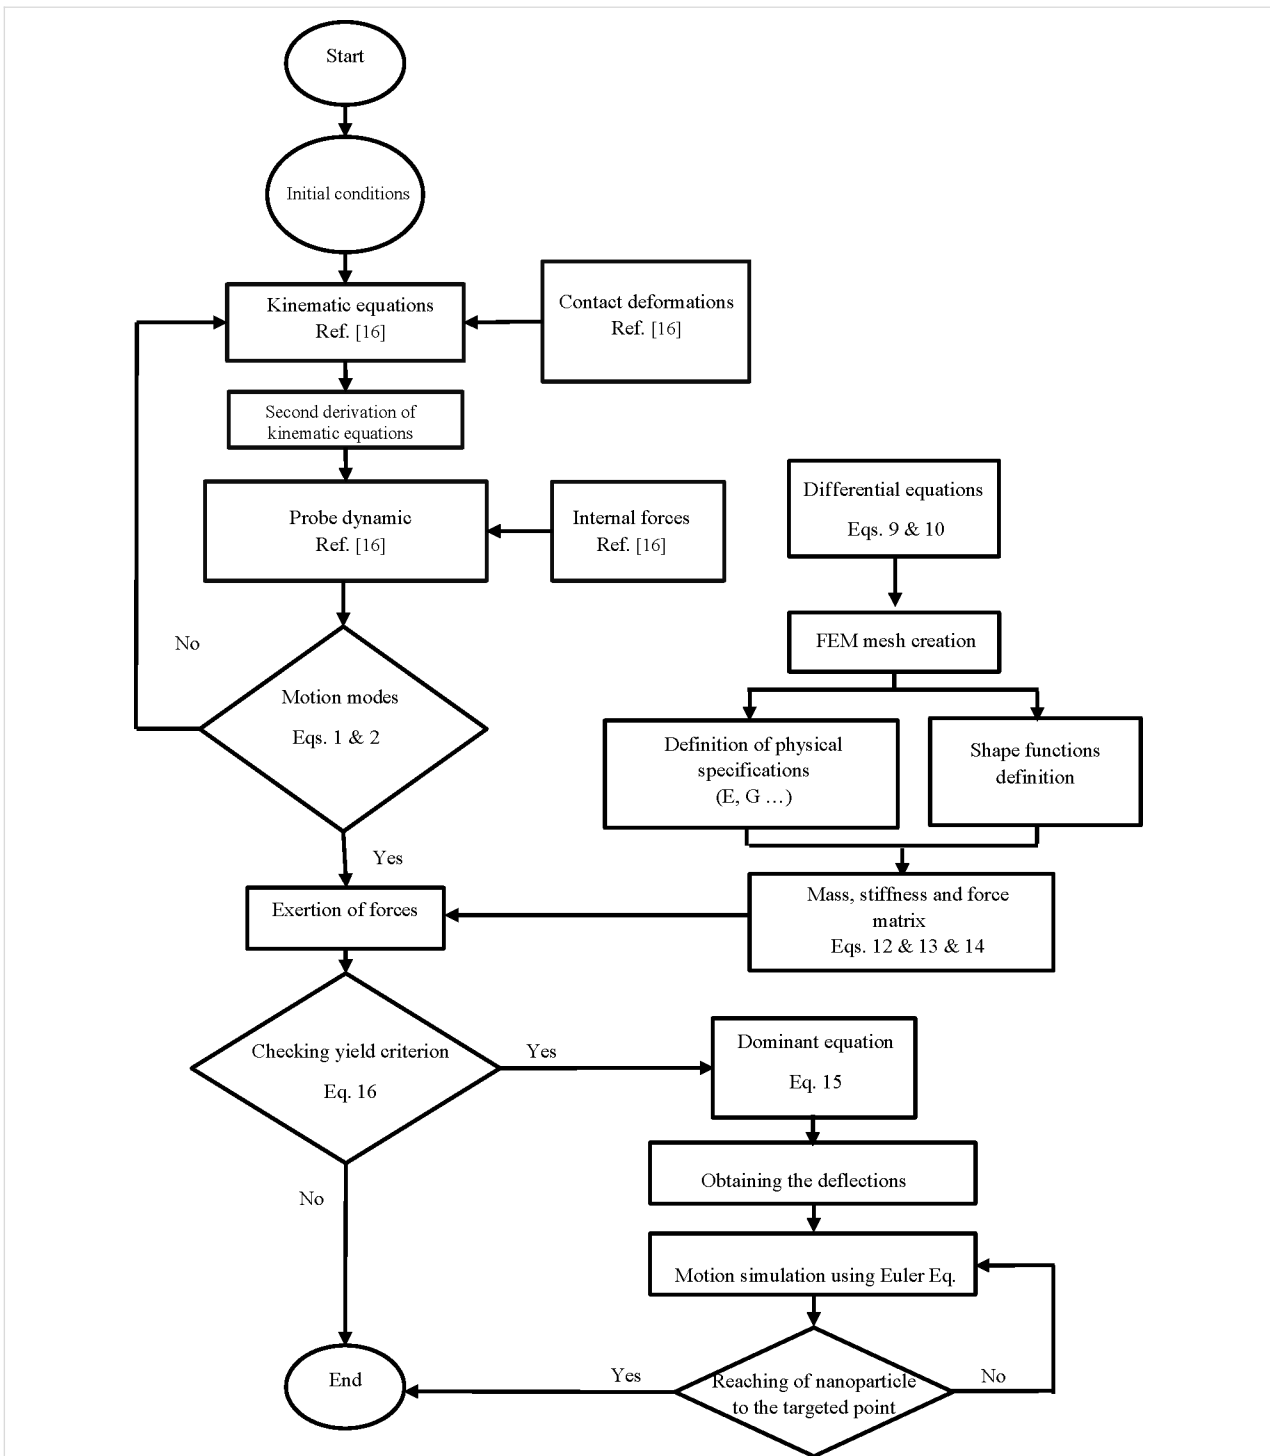 Start
Initial conditions
Kinematic equations
Ref. [16]
Contact deformations
Ref. [16]
Second derivation of
kinematic equations
Probe dynamic
Ref. [16]
Internal forces
Ref. [16]
Differential equations
Eqs. 9 & 10
No
FEM mesh creation
Motion modes
Eqs. 1 & 2
Definition of physical
specifications
(E, G ...)
Shape functions
definition
Yes
Exertion of forces
Mass, stiffness and force
matrix
Eqs. 12 & 13 & 14
Checking yield criterion
Eq. 16
Yes
Dominant equation
Eq. 15
No
Obtaining the deflections
Motion simulation using Euler Eq.
End
Yes
Reaching of nanoparticle
to the targeted point
No